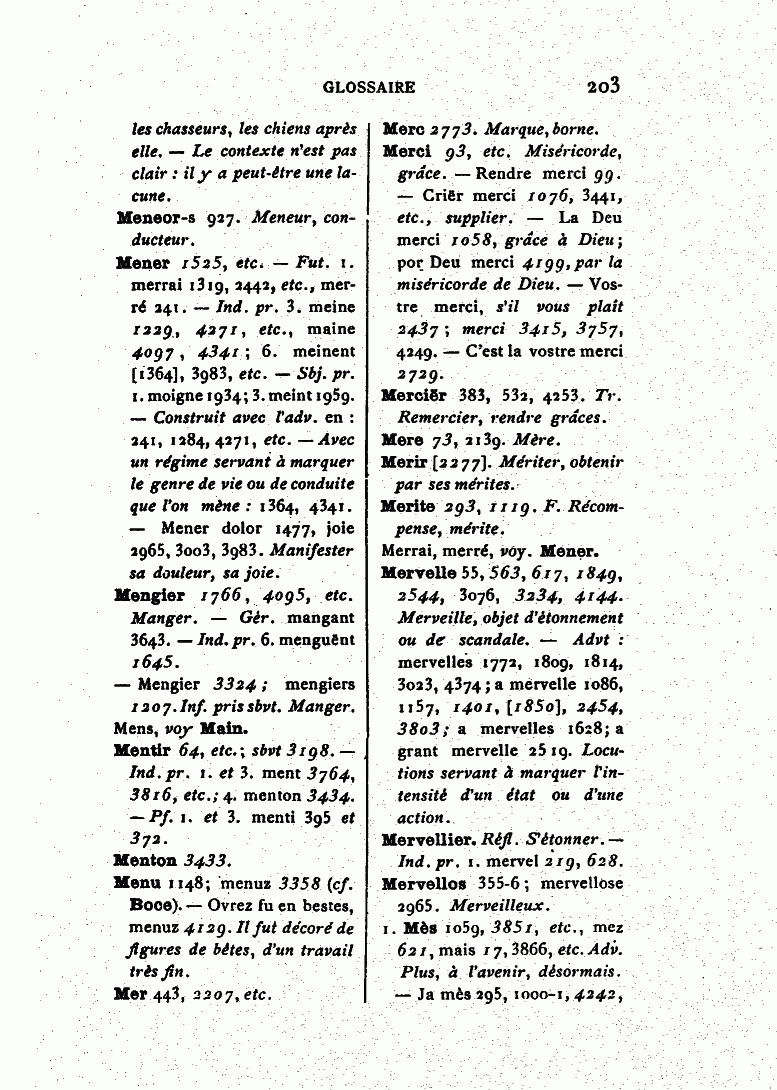 GLOSSAIRE 203
les chasseurs, les chiens après
elle. — Le contexte n'est pas
clair : il y a peut-être une la-
cune.
Meneor-s 927. Meneur, con-
ducteur.
Mener 1525, etc. — Fut. 1.
merrai 1319, 2442, etc., mer-
ré 241. — Ind. pr. 3. meine
1229, 4271, etc., maine
4097, 4341; 6. meinent
[1364], 3983, etc. — Sbj. pr.
1. moigne 1934; 3. meint 1959.
— Construit avec l'adv. en :
241, 1284, 4271, etc. — Avec
un régime servant à marquer
le genre de vie ou de conduite
que l'on mène : 1364, 4341.
— Mener dolor 1477, joie
2965, 3003, 3983. Manifester
sa douleur, sa joie.
Mengier 1766, 4095, etc.
Manger. — Gér. mangant
3643. — Ind. pr. 6. menguënt
1645.
— Mengier 3324; mengiers
1207. Inf. pris sbvt. Manger.
Mens, voy Main.
Mentir 64, etc.; sbvt 3198. —
Ind. pr. 1. et 3. ment 3764,
3816, etc.; 4. menton 3434.
— Pf. 1. et 3. menti 395 et
372.
Menton 3433.
Menu 1148; menuz 3358 (cf.
Boce). — Ovrez fu en bestes,
menuz 4129. Il fut décoré de
figures de bêtes, d'un travail
très fin.
Mer 443, 2207, etc.
Merc 2773. Marque, borne.
Merci 93, etc. Miséricorde,
grâce. — Rendre merci 99.
— Criër merci 1076, 3441,
etc., supplier. — La Deu
merci 1058, grâce à Dieu;
por Deu merci 4199, par la
miséricorde de Dieu. — Vos-
tre merci, s'il vous plaît
2437; merci 3415, 3757,
4249. — C'est la vostre merci
2729.
Merciër 383, 532, 4253. Tr.
Remercier, rendre grâces.
Mere 73, 2139. Mère.
Merir [2277]. Mériter, obtenir
par ses mérites.
Merite 293, 1119. F. Récom-
pense, mérite.
Merrai, merré, voy. Mener.
Mervelle 55, 563, 617, 1849,
2544, 3076, 3234, 4144.
Merveille, objet d'étonnement
ou de scandale. — Advt :
mervelles 1772, 1809, 1814,
3023, 4374; a mervelle 1086,
1157, 1401, [1850], 2454,
3803; a mervelles 1628; a
grant mervelle 2519. Locu-
tions servant à marquer l'in-
tensité d'un état ou d'une
action.
Mervellier. Réfl. S'étonner. —
Ind. pr. 1. mervel 219, 628.
Mervellos 355-6; mervellose
2965. Merveilleux.
1. Mès 1059, 3851, etc., mez
621, mais 17, 3866, etc. Adv.
Plus, à l'avenir, désormais.
— Ja mès 295, 1000-1, 4242,